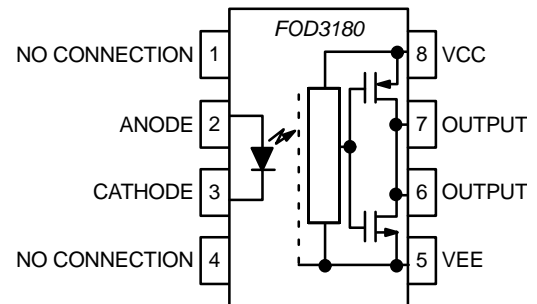 FOD3180
NO CONNECTION 1
8 VCC
ANODE 2
7 OUTPUT
CATHODE 3
6 OUTPUT
NO CONNECTION 4
5 VEE